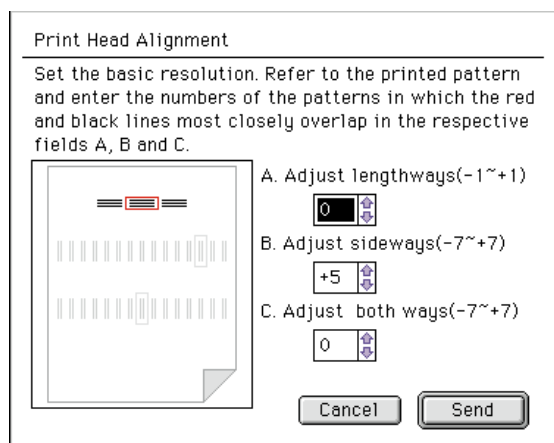 Print Head Alignment
Set the basic resolution. Refer to the printed pattern
and enter the numbers of the patterns in which the red
and black lines most closely overlap in the respective
fields A, B and C.
A. Adjust lengthways(-1~+1)
0
B. Adjust sideways(-7~+7)
+5
C. Adjust  both ways(-7~+7)
0
Cancel
Send